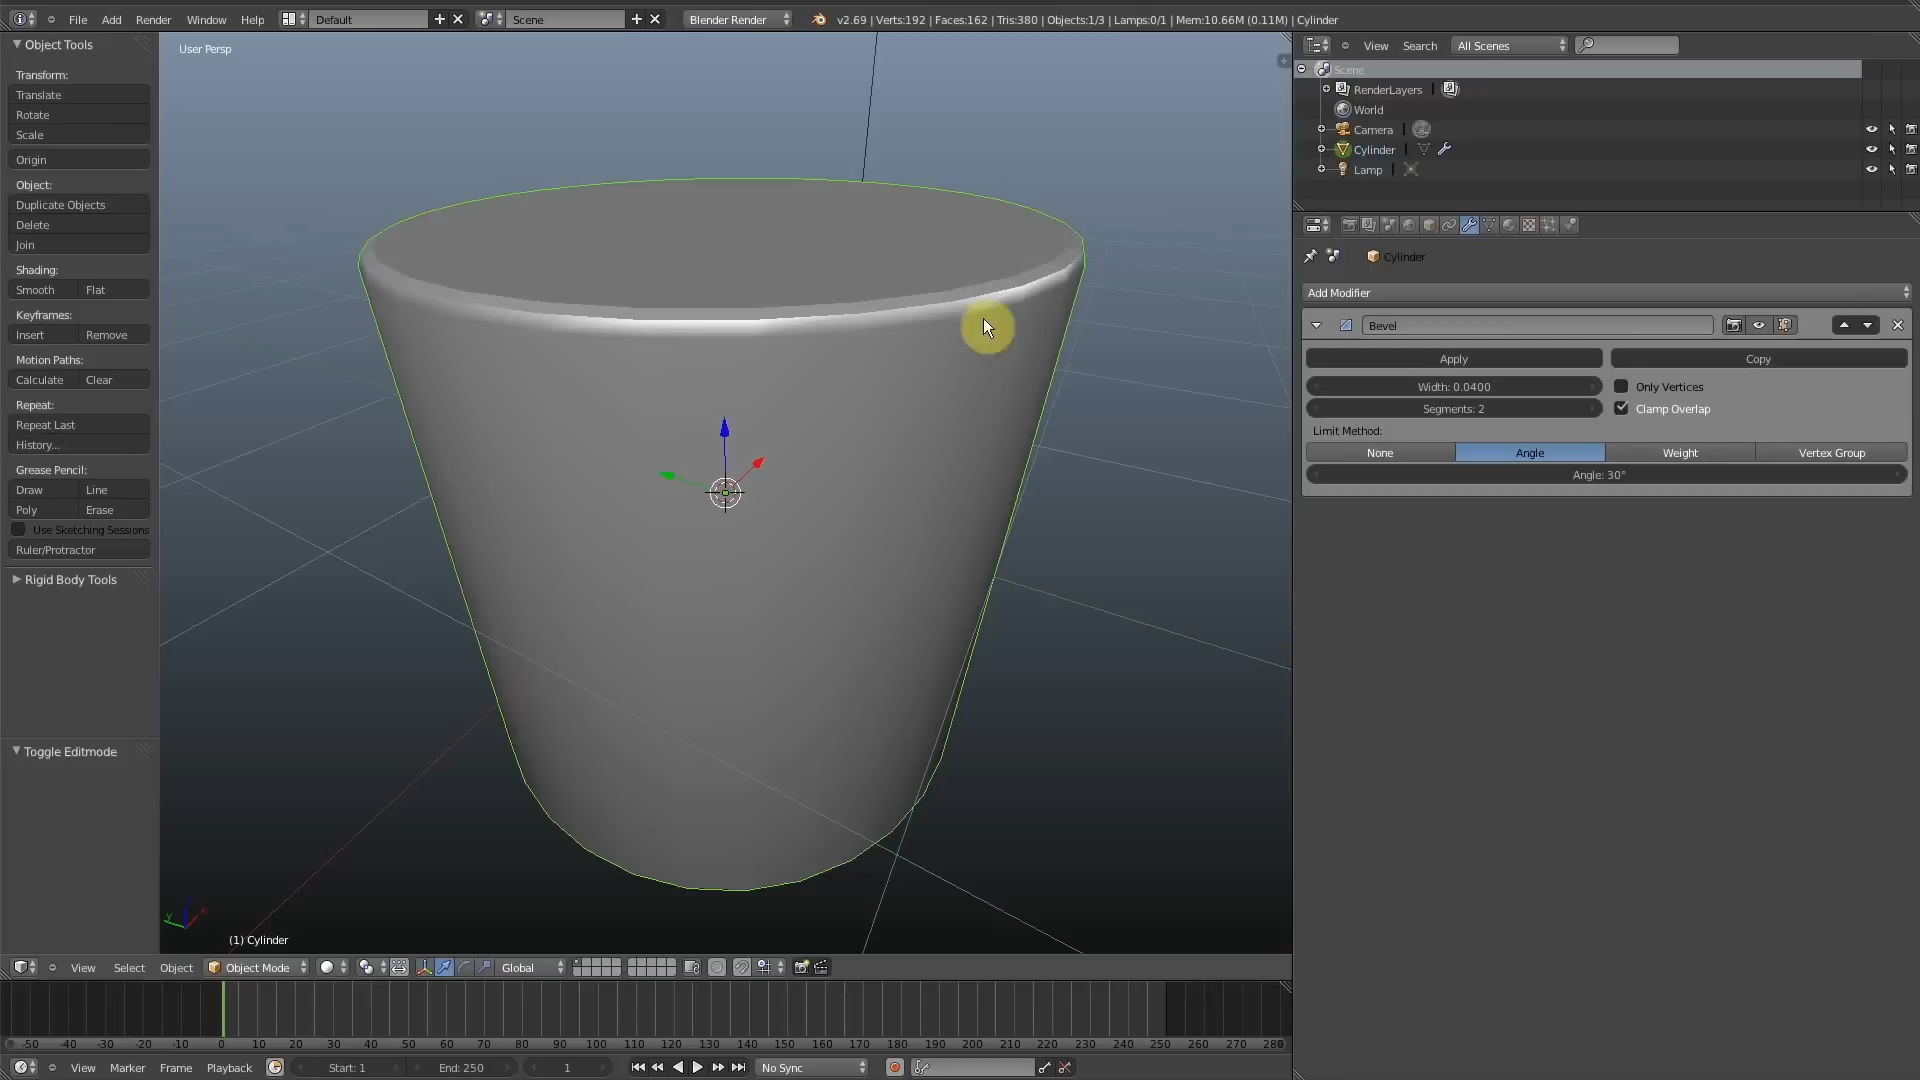 File Add Render Window Help Default Scene Blender Render v2.69 | Verts:192 | Faces:162 | Tris:380 | Objects:1/3 | Lamps:0/1 | Mem:10.66M (0.11M) | Cylinder
Object Tools
Transform:
Translate
Rotate
Scale
Origin
Object:
Duplicate Objects
Delete
Join
Shading:
Smooth Flat
Keyframes:
Insert Remove
Motion Paths:
Calculate Clear
Repeat:
Repeat Last
History...
Grease Pencil:
Draw Line
Poly Erase
Use Sketching Sessions
Ruler/Protractor
Rigid Body Tools
Toggle Editmode
User Persp
(1) Cylinder
View Select Object Object Mode Global
-50 -40 -30 -20 -10 0 10 20 30 40 50 60 70 80 90 100 110 120 130 140 150 160 170 180 190 200 210 220 230 240 250 260 270 280
View Marker Frame Playback Start: 1 End: 250 1 No Sync
View Search All Scenes
Scene
RenderLayers
World
Camera
Cylinder
Lamp
Cylinder
Add Modifier
Bevel
Apply Copy
Width: 0.0400 Only Vertices
Segments: 2 Clamp Overlap
Limit Method:
None Angle Weight Vertex Group
Angle: 30°